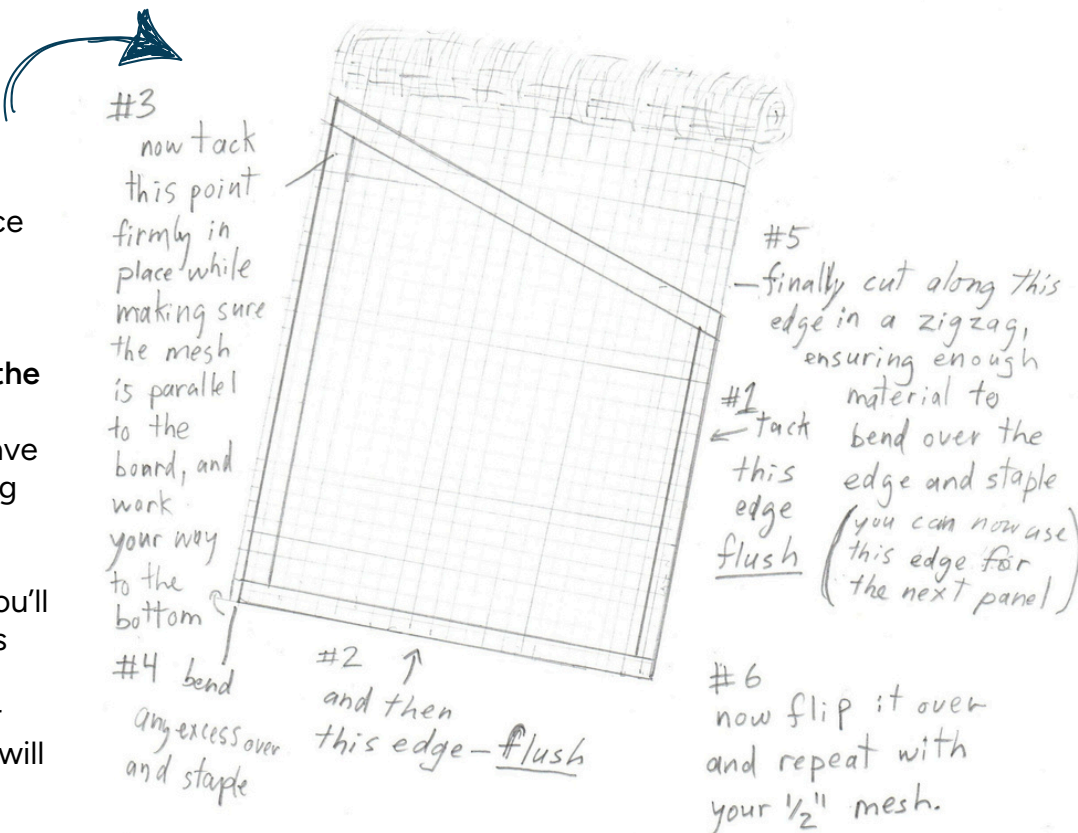 ce
the
ave
g
ou'll
s
will
#3
now tack
this point
firmly in
place while
making sure
the mesh
is parallel
to the
board, and
work
your way
to the
bottom
#4 bend
any excess over
and staple
#2
and then
this edge – flush
#1
tack
this
edge
flush
#5
– finally cut along this
edge in a zigzag,
ensuring enough
material to
bend over the
edge and staple
(you can now use
this edge for
the next panel)
#6
now flip it over
and repeat with
your 1/2" mesh.